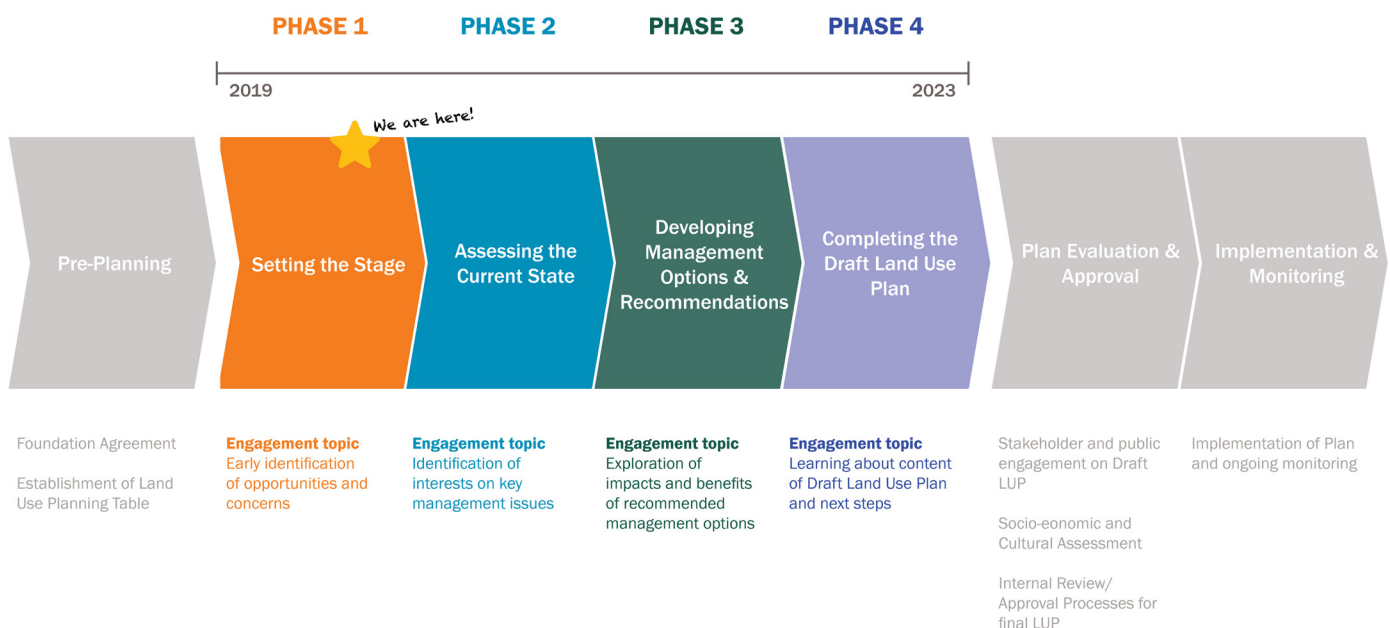 PHASE 1
PHASE 2
PHASE 3
PHASE 4
2019
2023
We are here!
Pre-Planning
Setting the Stage
Assessing the
Current State
Developing
Management
Options &
Recommendations
Completing the
Draft Land Use
Plan
Plan Evaluation &
Approval
Implementation &
Monitoring
Foundation Agreement
Establishment of Land
Use Planning Table
Engagement topic
Early identification
of opportunities and
concerns
Engagement topic
Identification of
interests on key
management issues
Engagement topic
Exploration of
impacts and benefits
of recommended
management options
Engagement topic
Learning about content
of Draft Land Use Plan
and next steps
Stakeholder and public
engagement on Draft
LUP
Socio-eonomic and
Cultural Assessment
Internal Review/
Approval Processes for
final LUP
Implementation of Plan
and ongoing monitoring